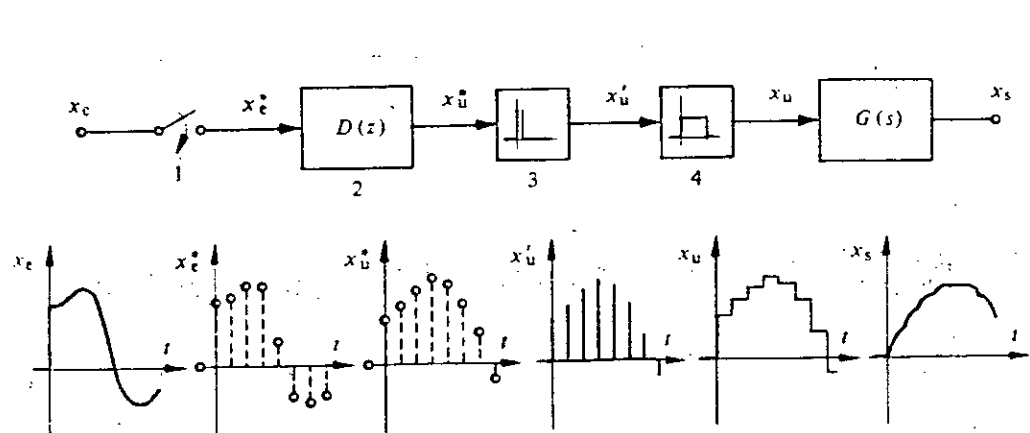 x_e x_e^* D(z) x_u^* x_u' x_u G(s) x_s
1 2 3 4
x_e t x_e^* t x_u^* t x_u' t x_u t x_s t